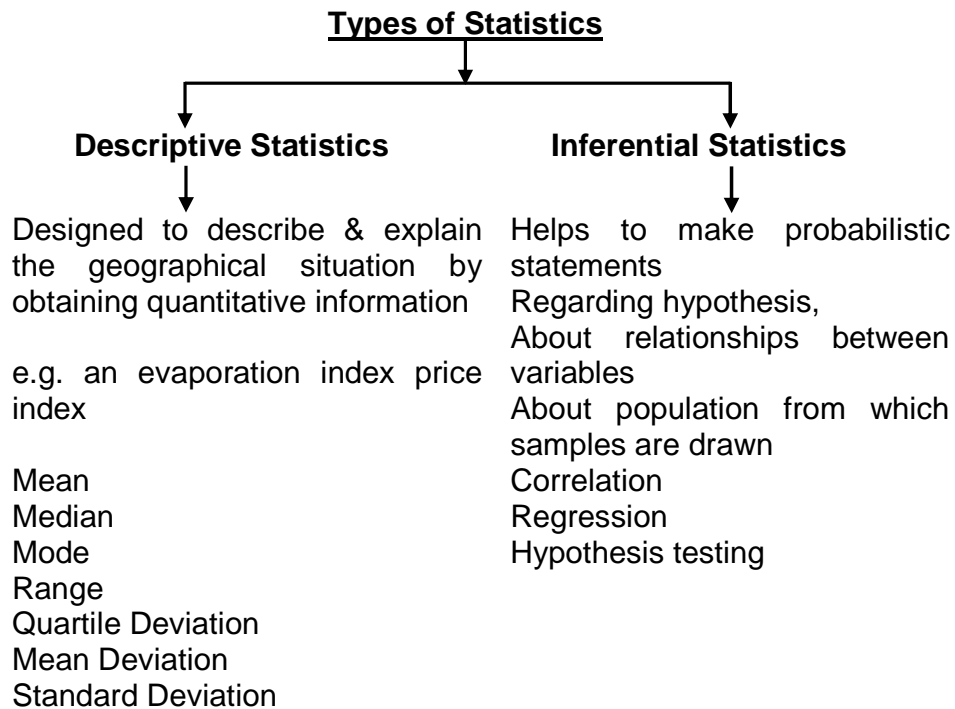 Types of Statistics
Descriptive Statistics
Designed to describe & explain
the geographical situation by
obtaining quantitative information
e.g. an evaporation index price
index
Mean
Median
Mode
Range
Quartile Deviation
Mean Deviation
Standard Deviation
Inferential Statistics
Helps to make probabilistic
statements
Regarding hypothesis,
About relationships between
variables
About population from which
samples are drawn
Correlation
Regression
Hypothesis testing